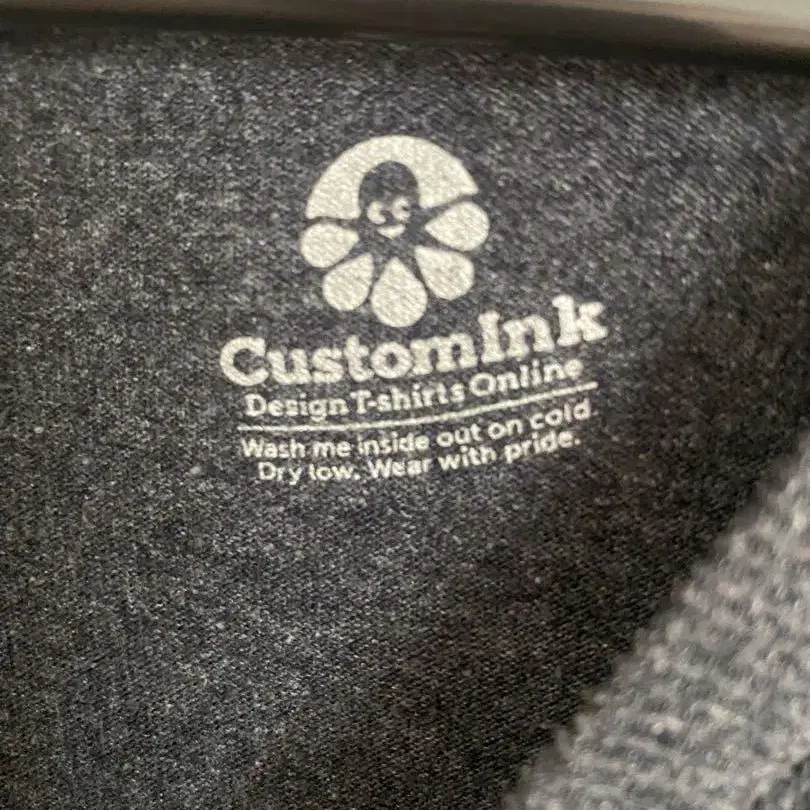 CustomInk
Design T-shirts Online
Wash me inside out on cold.
Dry low. Wear with pride.